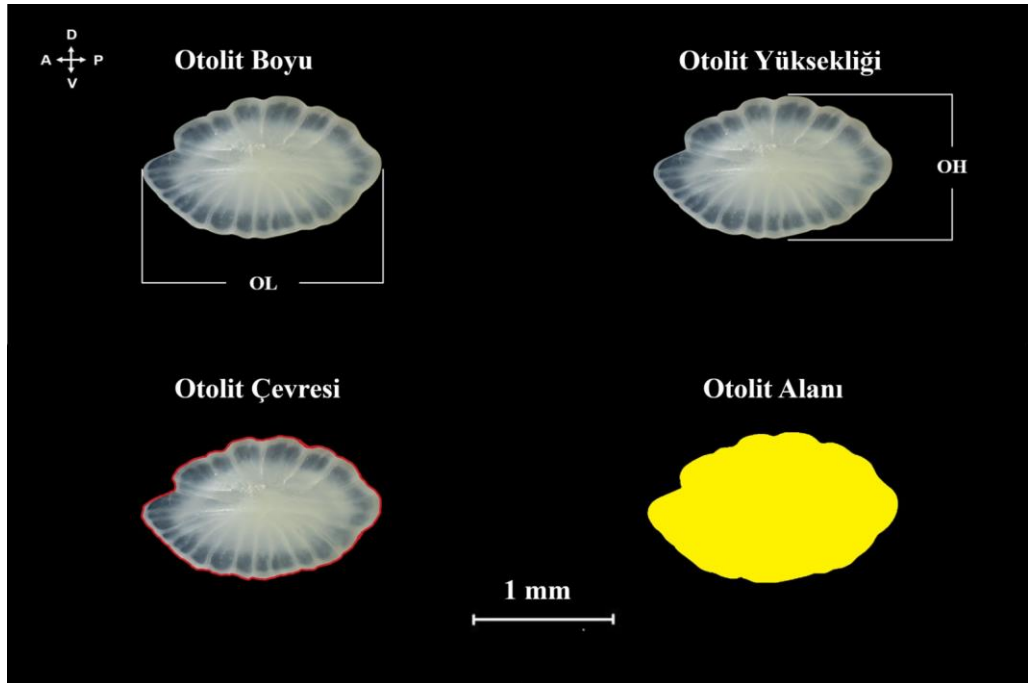 D
A P
V
Otolit Boyu
Otolit Yüksekliği
OH
OL
Otolit Çevresi
Otolit Alanı
1 mm